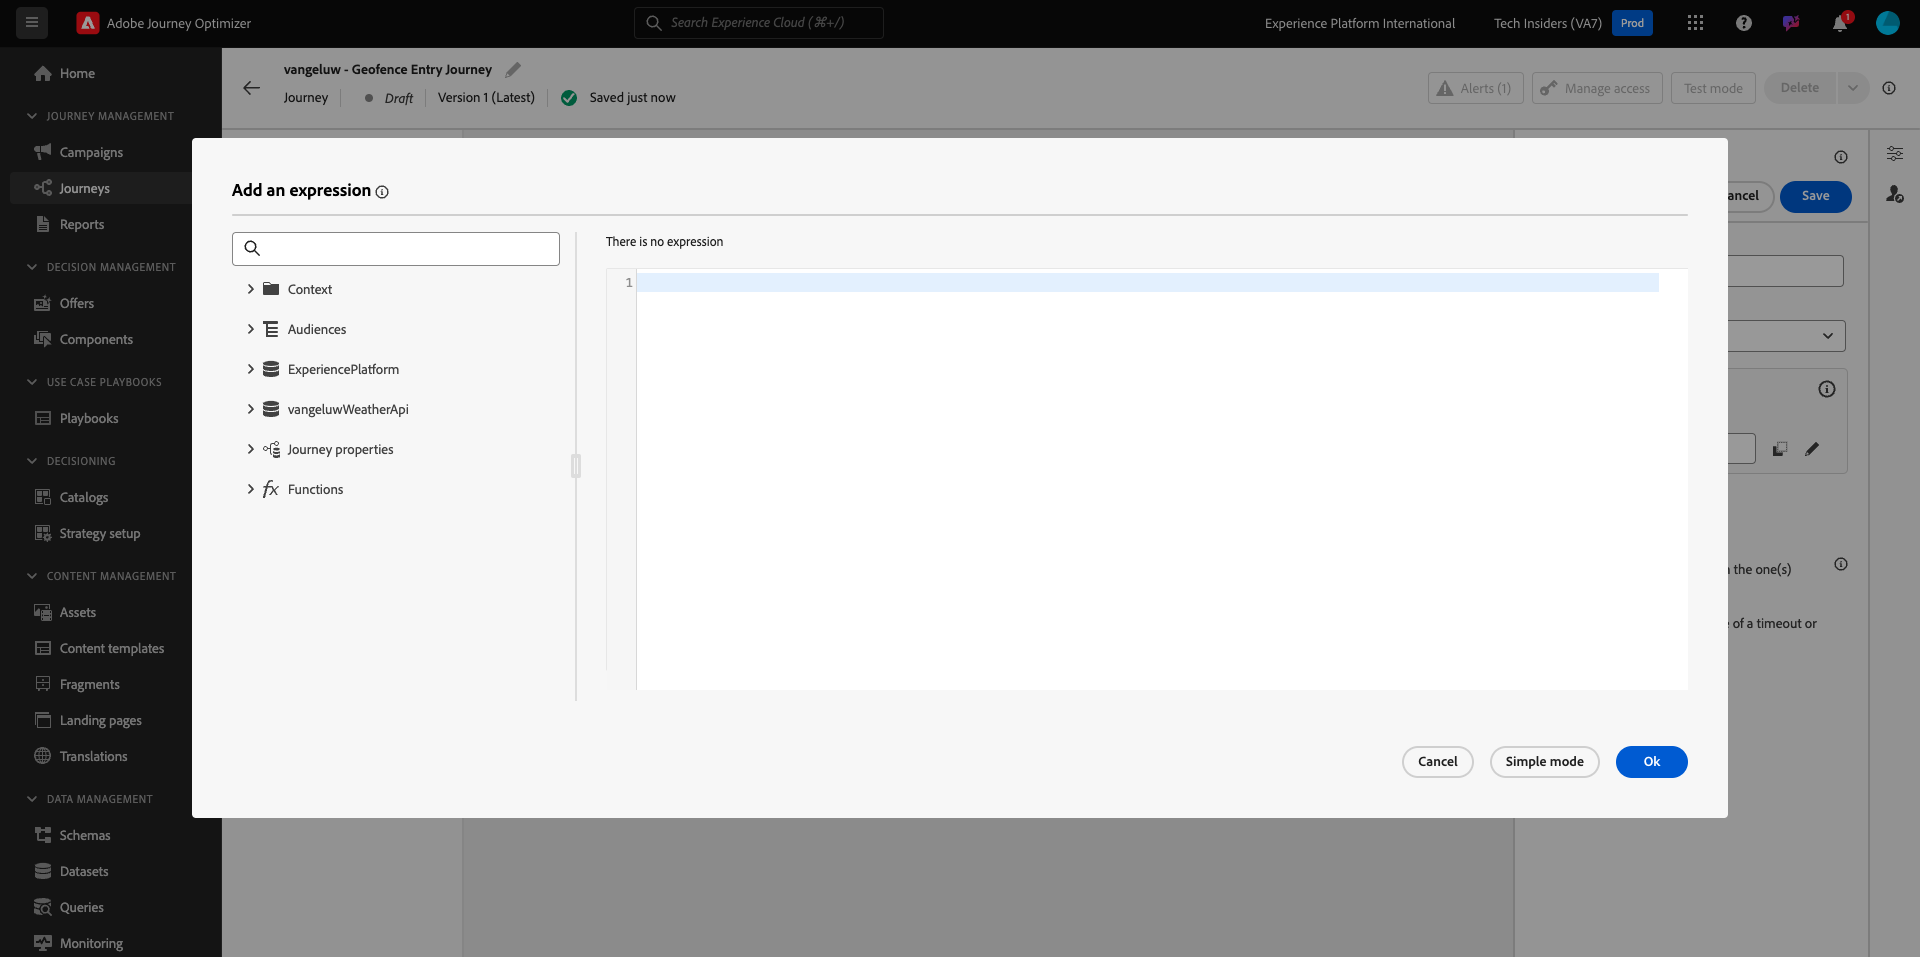 Adobe Journey Optimizer
Search Experience Cloud (⌘+/)
Experience Platform International
Tech Insiders (VA7)
Prod
1
Home
JOURNEY MANAGEMENT
Campaigns
Journeys
Reports
DECISION MANAGEMENT
Offers
Components
USE CASE PLAYBOOKS
Playbooks
DECISIONING
Catalogs
Strategy setup
CONTENT MANAGEMENT
Assets
Content templates
Fragments
Landing pages
Translations
DATA MANAGEMENT
Schemas
Datasets
Queries
Monitoring
vangeluw - Geofence Entry Journey
Journey
Draft
Version 1 (Latest)
Saved just now
Alerts (1)
Manage access
Test mode
Delete
Add an expression
Context
Audiences
ExperiencePlatform
vangeluwWeatherApi
Journey properties
Functions
There is no expression
1
Cancel
Simple mode
Ok
ancel
Save
the one(s)
of a timeout or